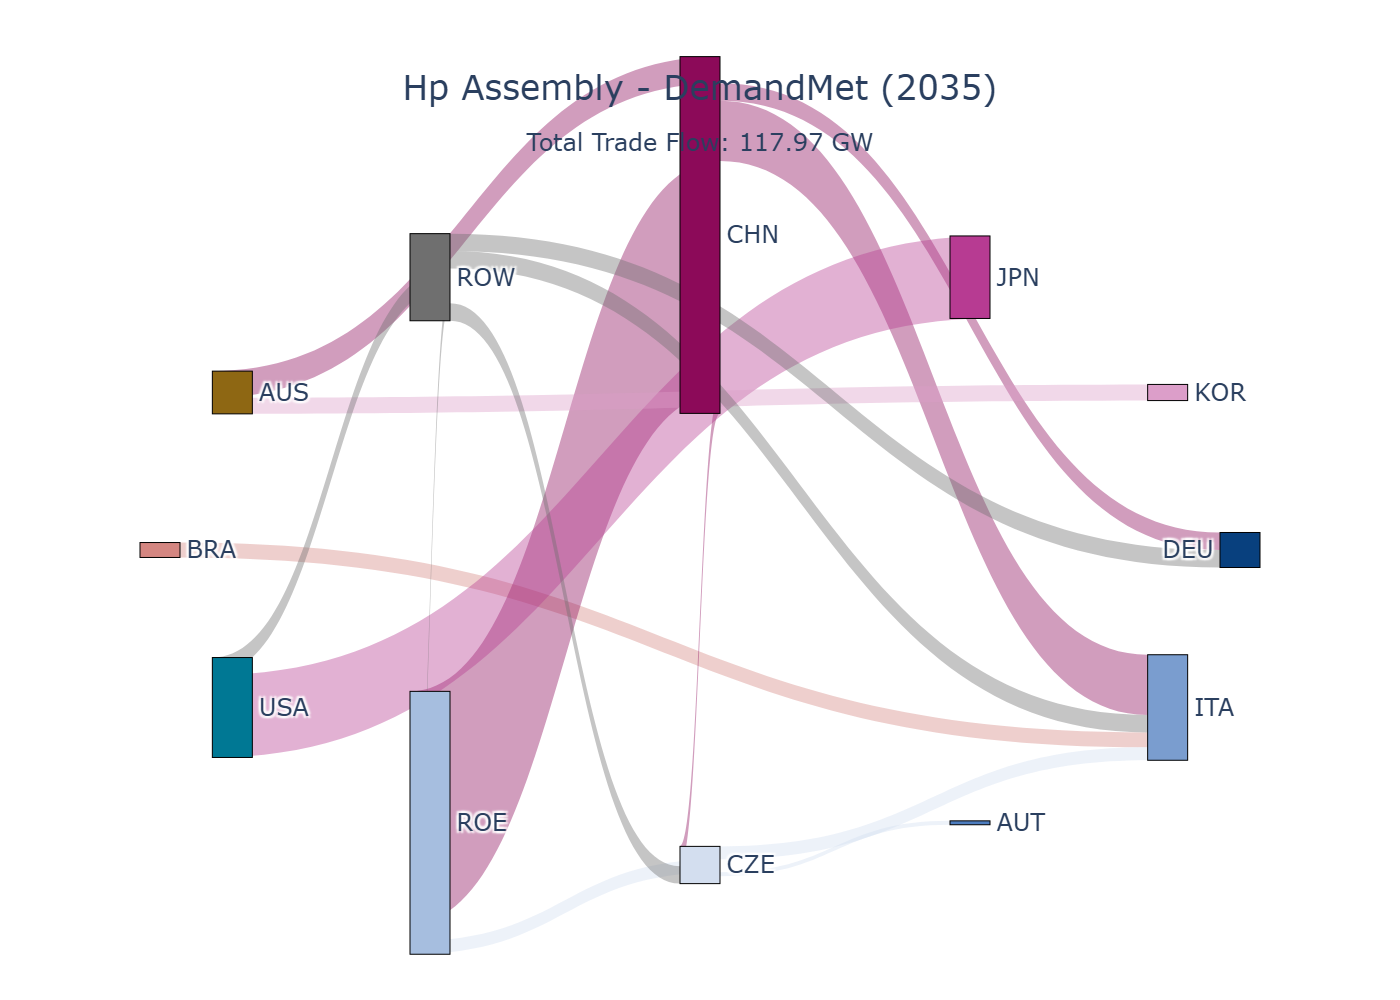 Hp Assembly - DemandMet (2035)
Total Trade Flow: 117.97 GW
CHN
ROW
JPN
AUS
KOR
BRA
DEU
USA
ITA
ROE
AUT
CZE